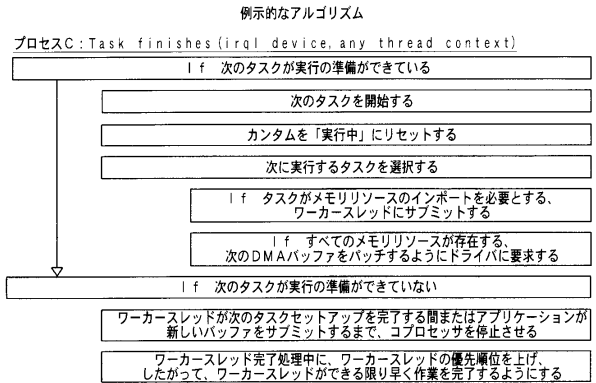 例示的なアルゴリズム
プロセスC:Task finishes(irql device,any thread context)
If 次のタスクが実行の準備ができている
次のタスクを開始する
カンタムを「実行中」にリセットする
次に実行するタスクを選択する
If タスクがメモリリソースのインポートを必要とする、
ワーカースレッドにサブミットする
If すべてのメモリリソースが存在する、
次のDMAバッファをパッチするようにドライバに要求する
If 次のタスクが実行の準備ができていない
ワーカースレッドが次のタスクセットアップを完了する間またはアプリケーションが
新しいバッファをサブミットするまで、コプロセッサを停止させる
ワーカースレッド完了処理中に、ワーカースレッドの優先順位を上げ、
したがって、ワーカースレッドができる限り早く作業を完了するようにする